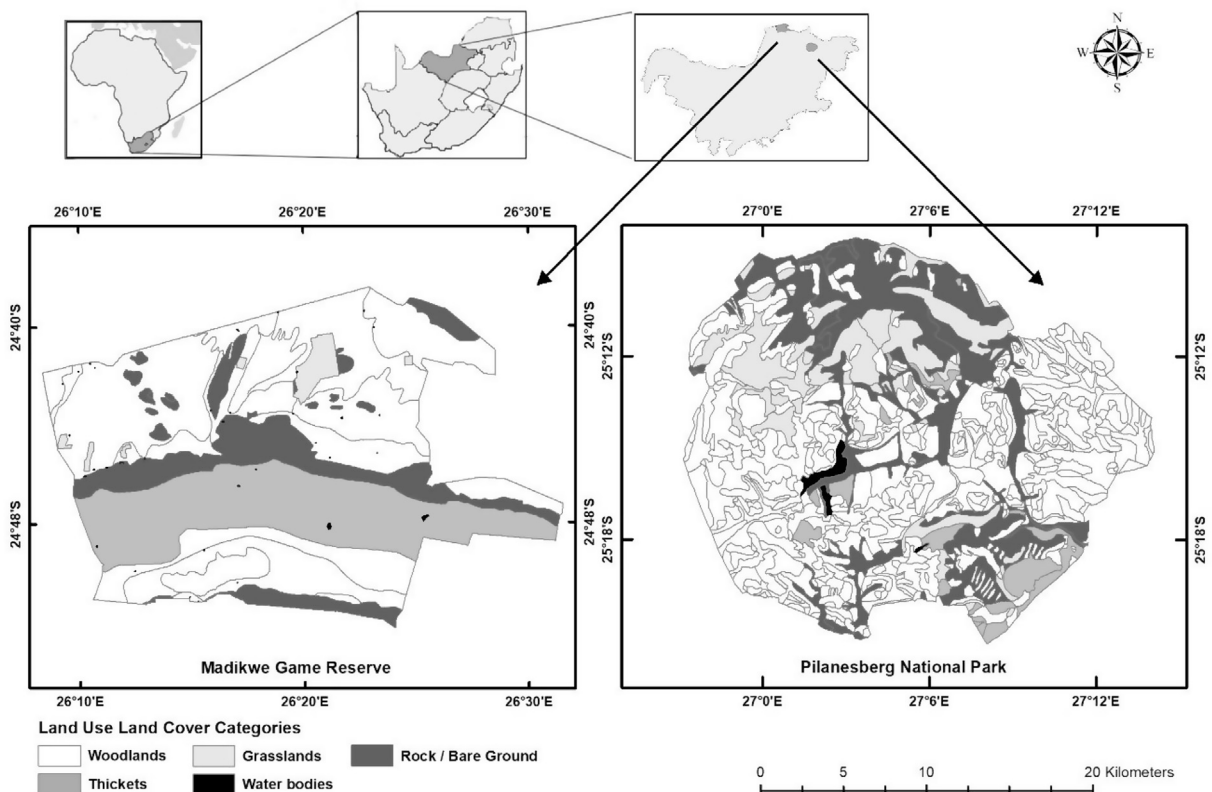 N
W E
S
26°10'E 26°20'E 26°30'E
27°0'E 27°6'E 27°12'E
24°40'S 24°40'S
25°12'S 25°12'S
24°48'S 24°48'S
25°18'S 25°18'S
Madikwe Game Reserve
Pilanesberg National Park
26°10'E 26°20'E 26°30'E
27°0'E 27°6'E 27°12'E
Land Use Land Cover Categories
Woodlands Grasslands Rock / Bare Ground
Thickets Water bodies
0 5 10 20 Kilometers